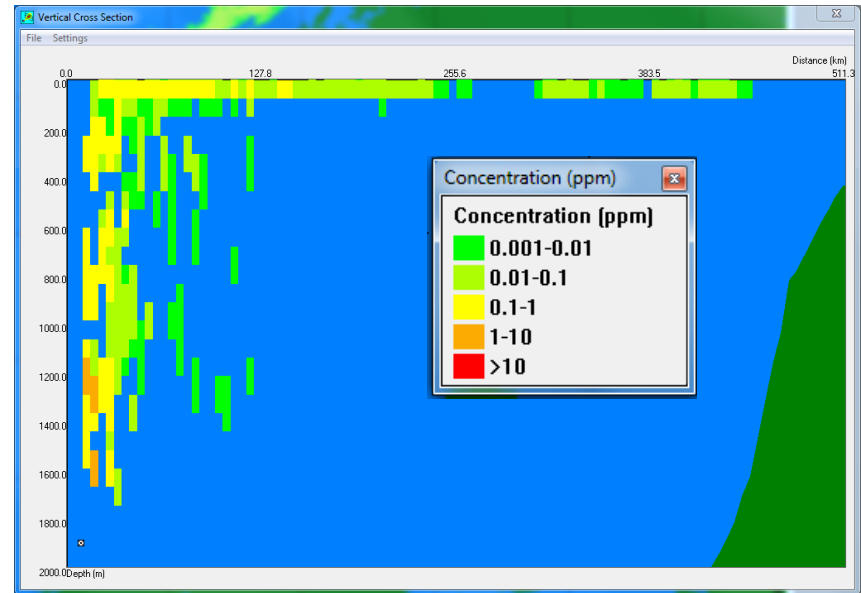 Vertical Cross Section
File Settings
Distance (km)
0.0 127.8 255.6 383.5 511.3
0.0
200.0
400.0
600.0
800.0
1000.0
1200.0
1400.0
1600.0
1800.0
2000.0 Depth (m)
Concentration (ppm)
Concentration (ppm)
0.001-0.01
0.01-0.1
0.1-1
1-10
>10